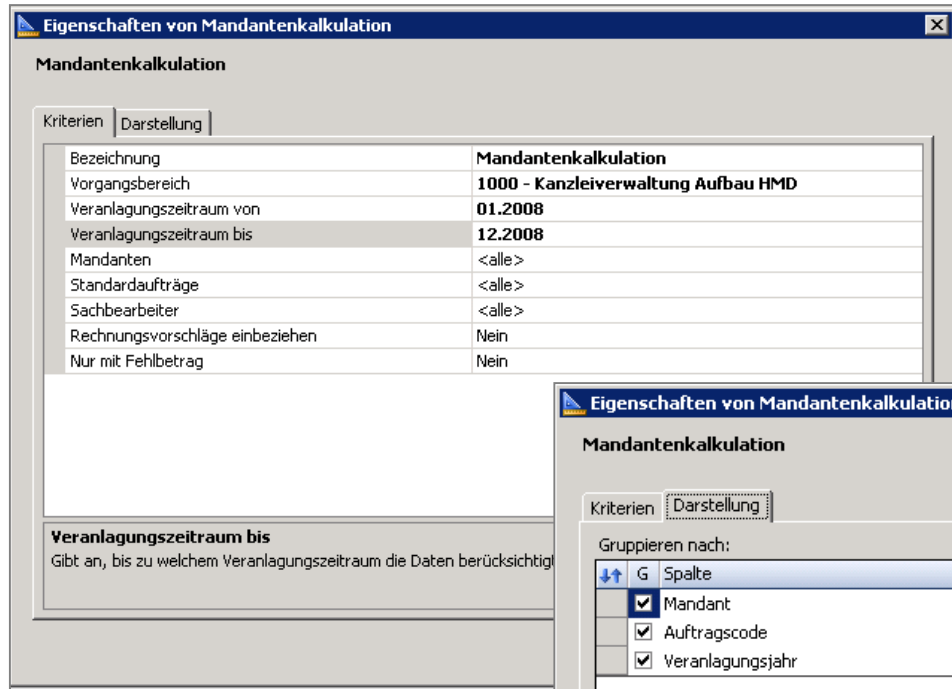 Eigenschaften von Mandantenkalkulation
Mandantenkalkulation
Kriterien Darstellung
Bezeichnung Mandantenkalkulation
Vorgangsbereich 1000 - Kanzleiverwaltung Aufbau HMD
Veranlagungszeitraum von 01.2008
Veranlagungszeitraum bis 12.2008
Mandanten <alle>
Standardaufträge <alle>
Sachbearbeiter <alle>
Rechnungsvorschläge einbeziehen Nein
Nur mit Fehlbetrag Nein
Veranlagungszeitraum bis
Gibt an, bis zu welchem Veranlagungszeitraum die Daten
Eigenschaften von
Mandantenkalkulation
Kriterien Darstellung
Gruppieren nach:
G Spalte
Mandant
Auftragscode
Veranlagungsjahr